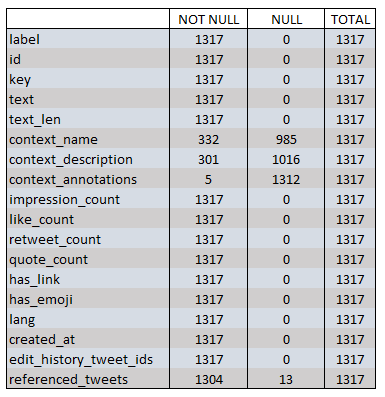 NOT NULL NULL TOTAL
label 1317 0 1317
id 1317 0 1317
key 1317 0 1317
text 1317 0 1317
text_len 1317 0 1317
context_name 332 985 1317
context_description 301 1016 1317
context_annotations 5 1312 1317
impression_count 1317 0 1317
like_count 1317 0 1317
retweet_count 1317 0 1317
quote_count 1317 0 1317
has_link 1317 0 1317
has_emoji 1317 0 1317
lang 1317 0 1317
created_at 1317 0 1317
edit_history_tweet_ids 1317 0 1317
referenced_tweets 1304 13 1317